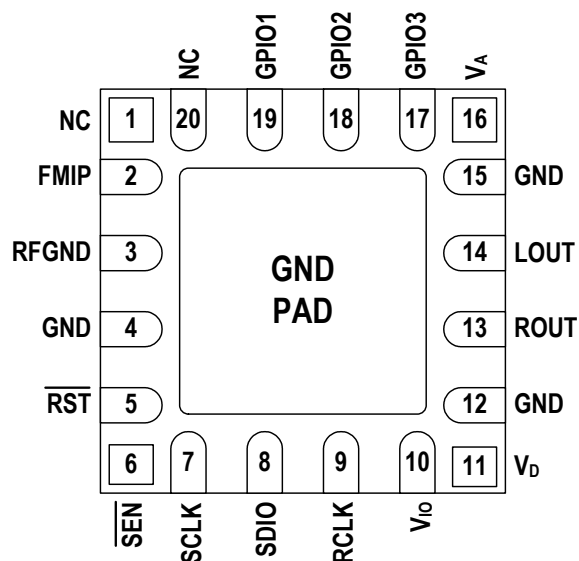 NC
GPIO1
GPIO2
GPIO3
VA
NC 1 20 19 18 17 16
FMIP 2 15 GND
RFGND 3 14 LOUT
GND
PAD
GND 4 13 ROUT
RST 5 12 GND
6 7 8 9 10 11 VD
SEN
SCLK
SDIO
RCLK
VIO